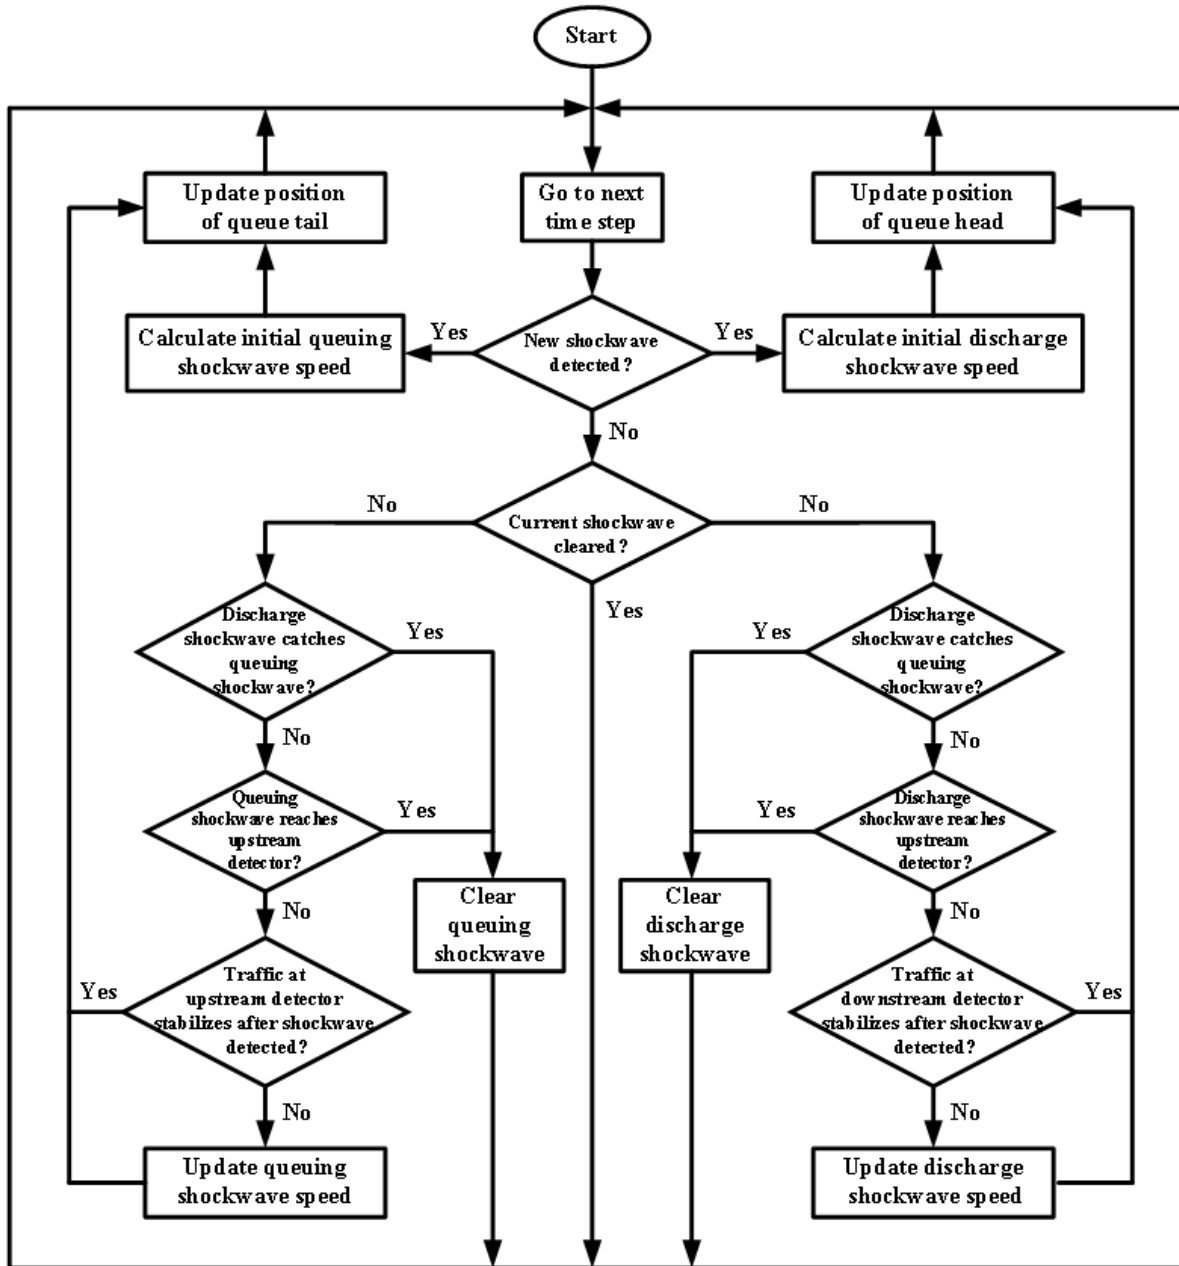 Start
Update position
of queue tail
Go to next
time step
Update position
of queue head
Yes
Yes
Calculate initial queuing
shockwave speed
New shockwave
detected?
Calculate initial discharge
shockwave speed
No
No
No
Current shockwave
cleared?
Yes
Discharge
shockwave catches
queuing
shockwave?
Yes
Yes
Discharge
shockwave catches
queuing
shockwave?
No
No
Queuing
shockwave reaches
upstream
detector?
Yes
Yes
Discharge
shockwave reaches
upstream
detector?
No
Clear
queuing
shockwave
Clear
discharge
shockwave
No
Yes
Traffic at
upstream detector
stabilizes after shockwave
detected?
Traffic at
downstream detector
stabilizes after shockwave
detected?
Yes
No
No
Update queuing
shockwave speed
Update discharge
shockwave speed